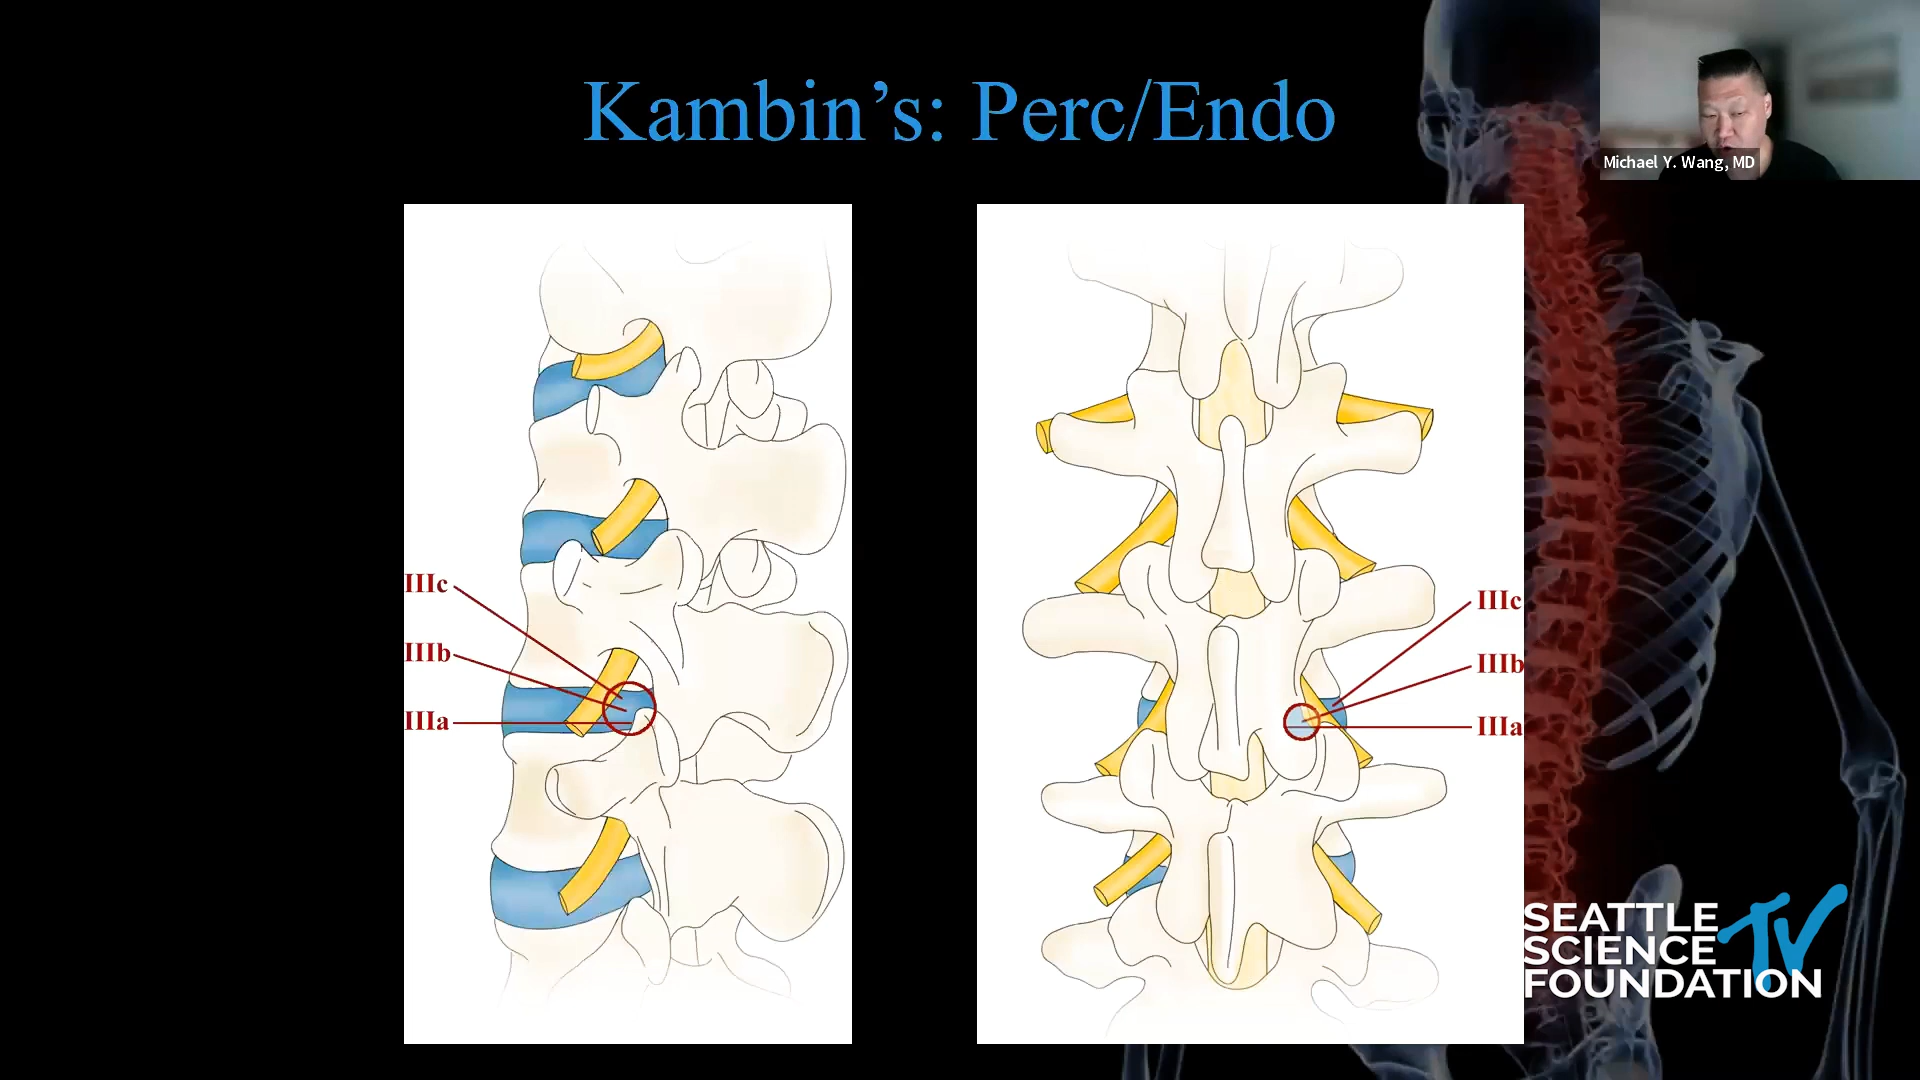 Kambin’s: Perc/Endo
Michael Y. Wang, MD
IIIc
IIIb
IIIa
IIIc
IIIb
IIIa
SEATTLE
SCIENCE
FOUNDATION
TV